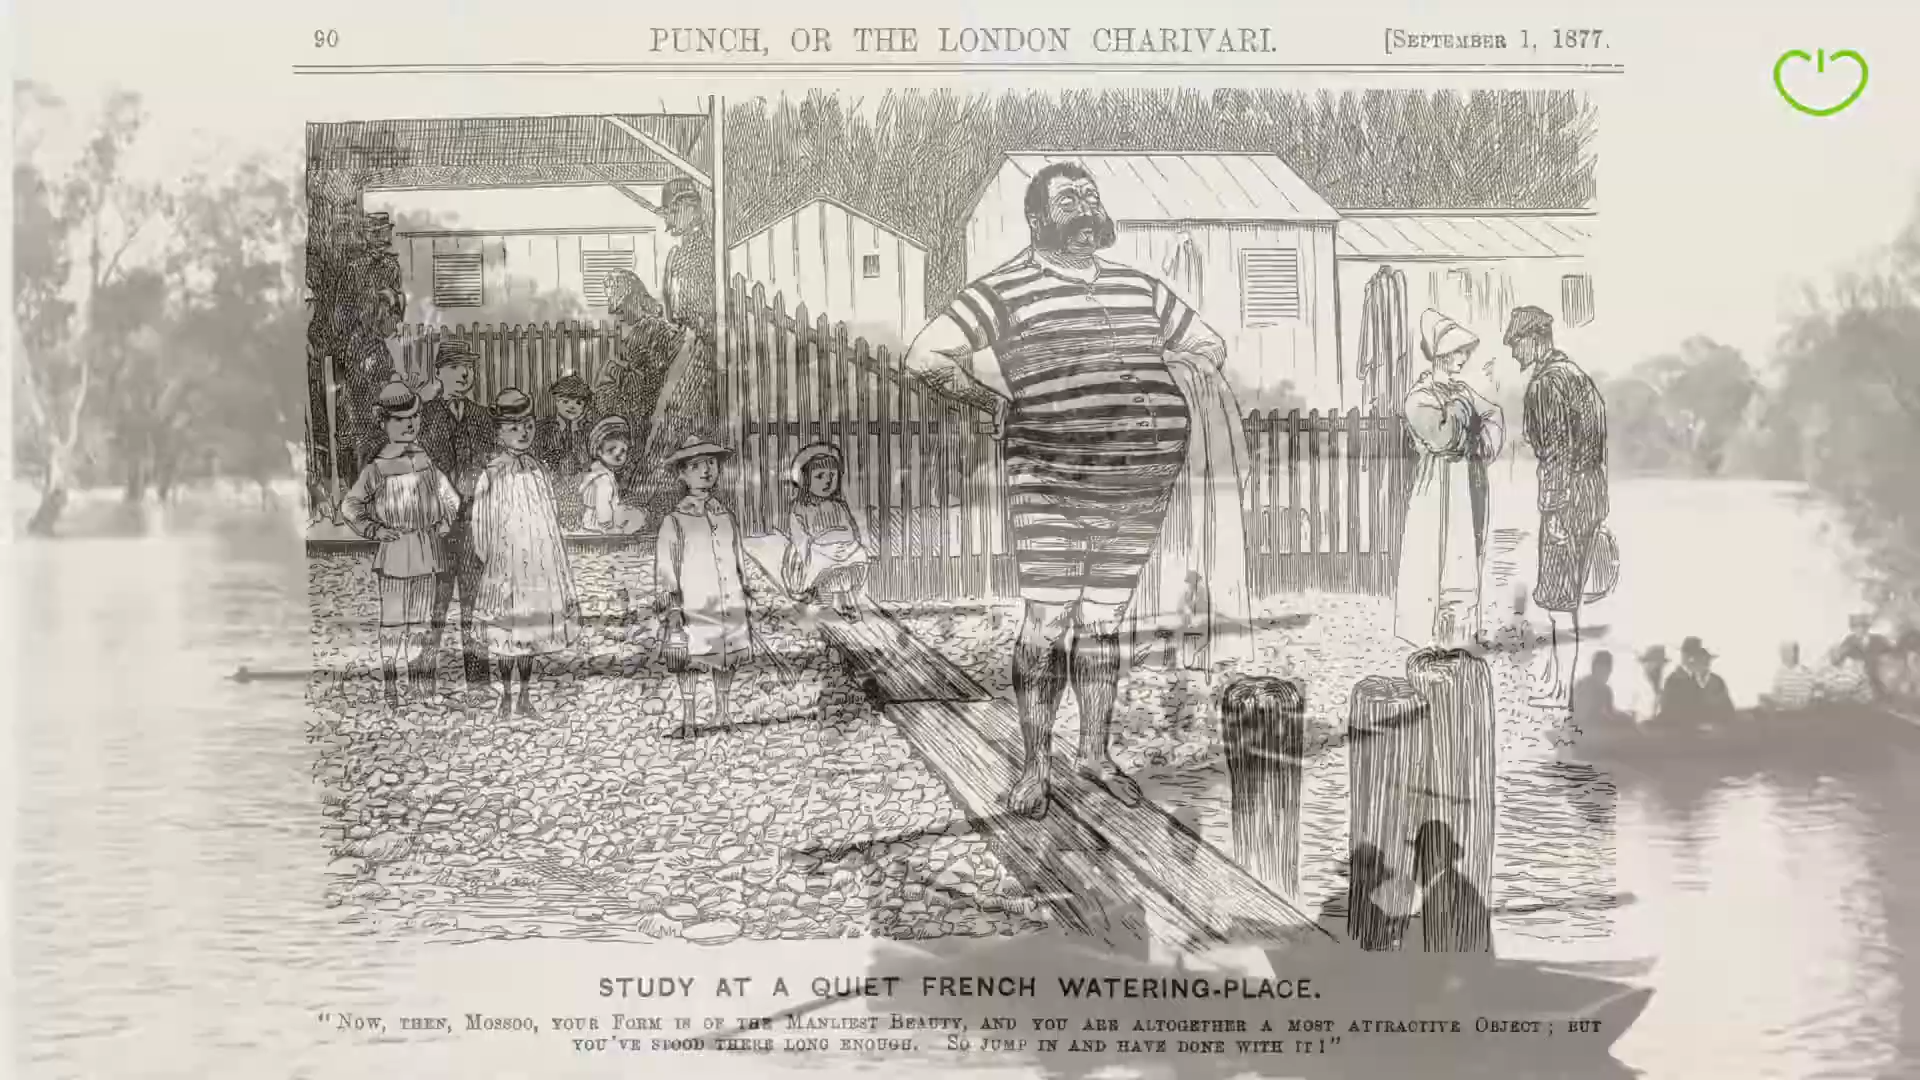 90 PUNCH, OR THE LONDON CHARIVARI. [SEPTEMBER 1, 1877.
STUDY AT A QUIET FRENCH WATERING-PLACE.
"NOW, THEN, MOSSOO, YOUR FORM IS OF THE MANLIEST BEAUTY, AND YOU ARE ALTOGETHER A MOST ATTRACTIVE OBJECT; BUT
YOU'VE STOOD THERE LONG ENOUGH. SO JUMP IN AND HAVE DONE WITH IT!"